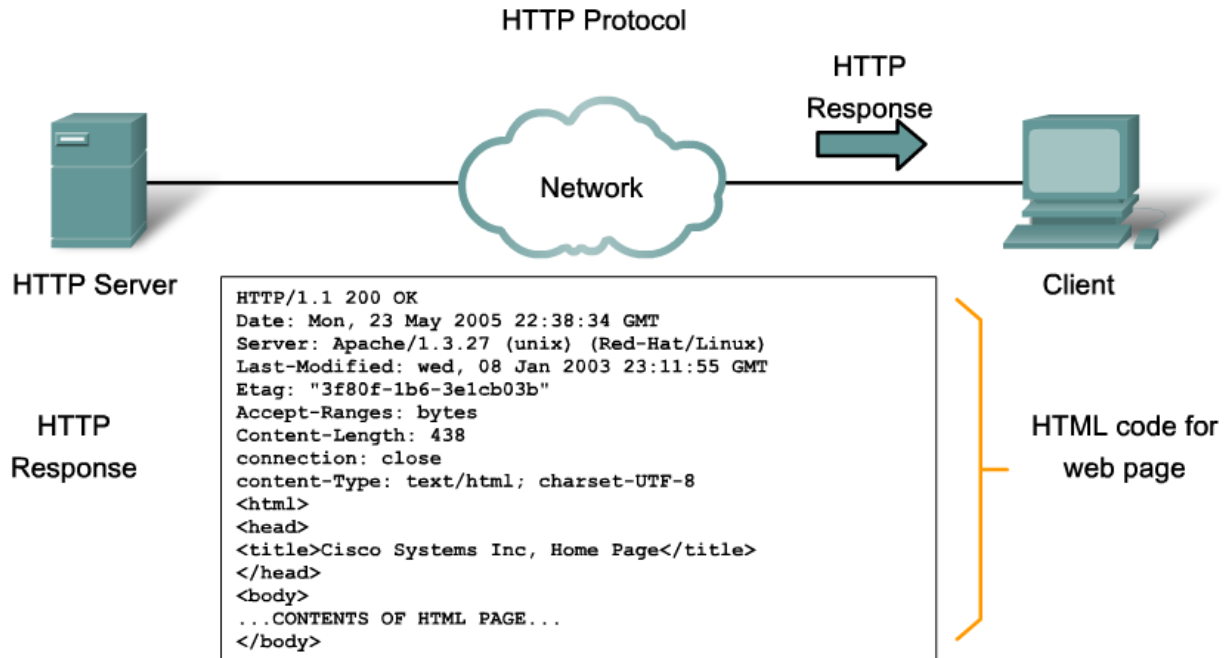 HTTP Protocol
HTTP
Response
Network
HTTP Server
Client
HTTP/1.1 200 OK
Date: Mon, 23 May 2005 22:38:34 GMT
Server: Apache/1.3.27 (unix) (Red-Hat/Linux)
Last-Modified: wed, 08 Jan 2003 23:11:55 GMT
Etag: "3f80f-1b6-3e1cb03b"
Accept-Ranges: bytes
Content-Length: 438
connection: close
content-Type: text/html; charset-UTF-8
<html>
<head>
<title>Cisco Systems Inc, Home Page</title>
</head>
<body>
...CONTENTS OF HTML PAGE...
</body>
HTTP
Response
HTML code for
web page